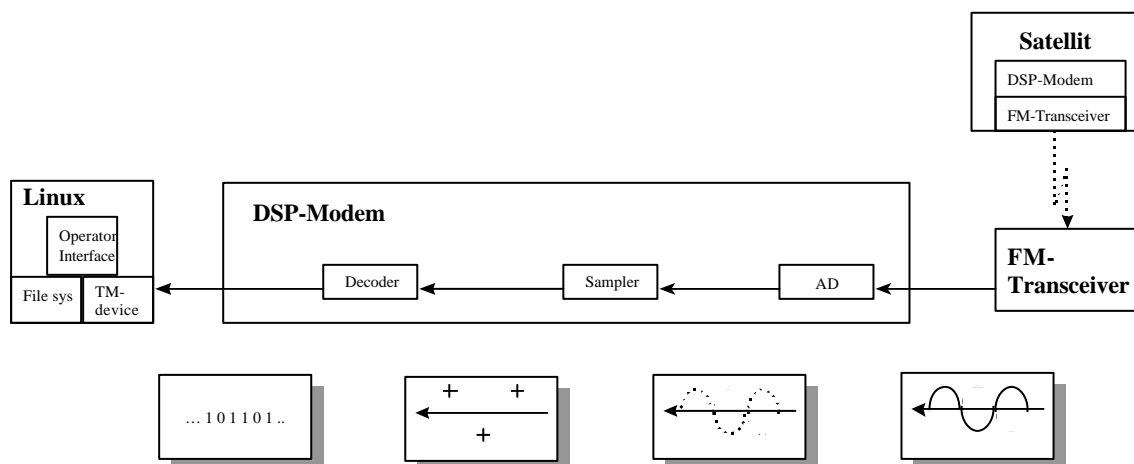 Satellit
DSP-Modem
FM-Transceiver
Linux
Operator
Interface
File sys
TM-
device
DSP-Modem
Decoder
Sampler
AD
FM-
Transceiver
... 1 0 1 1 0 1 ..
+ +
+